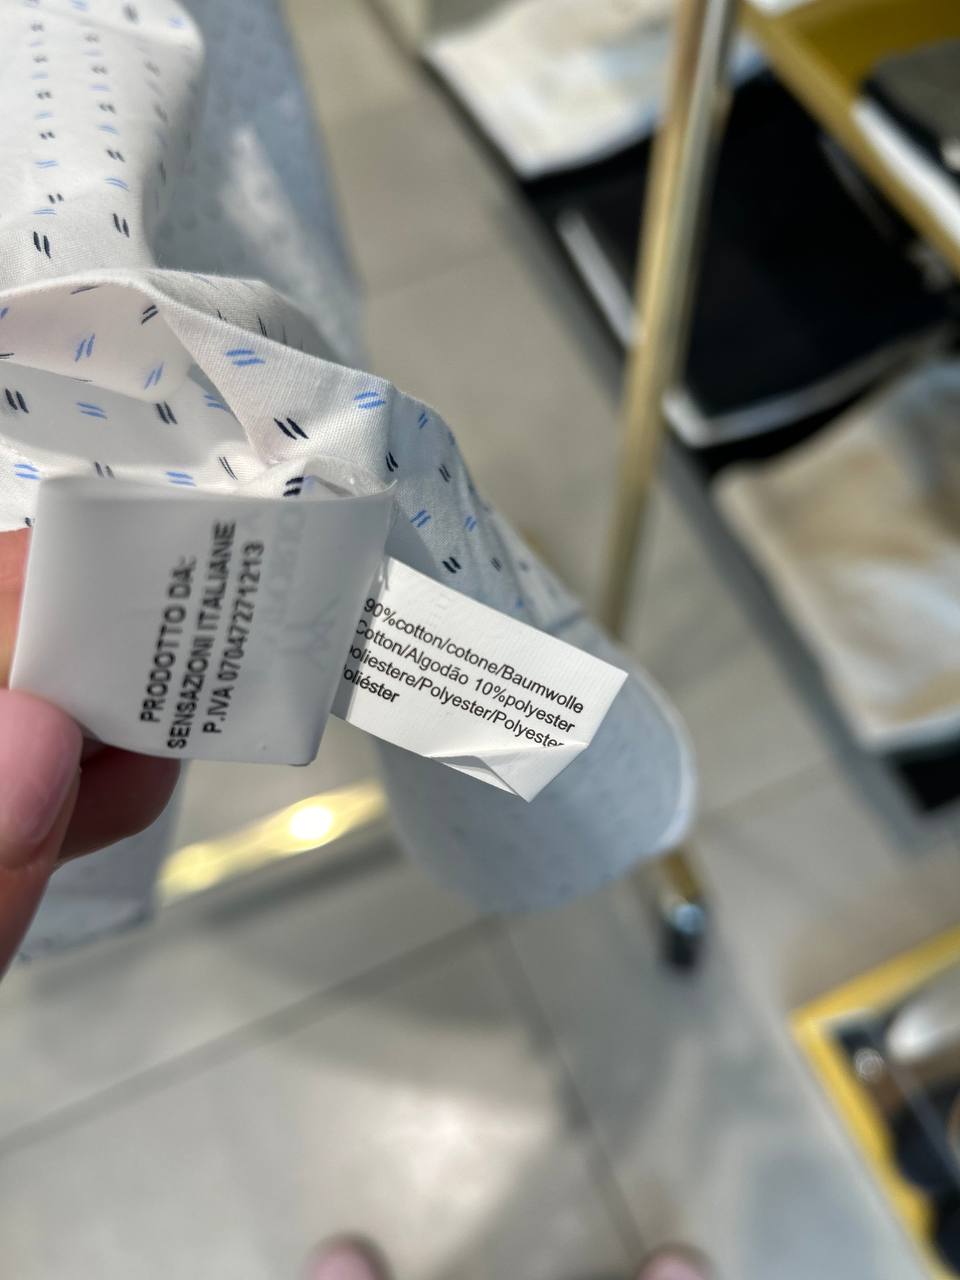 PRODOTTO DA:
SENSAZIONI ITALIANE
P.IVA 07047271213
90%cotton/cotone/Baumwolle
Cotton/Algodão 10%polyester
oliestere/Polyester/Polyester
oliéster